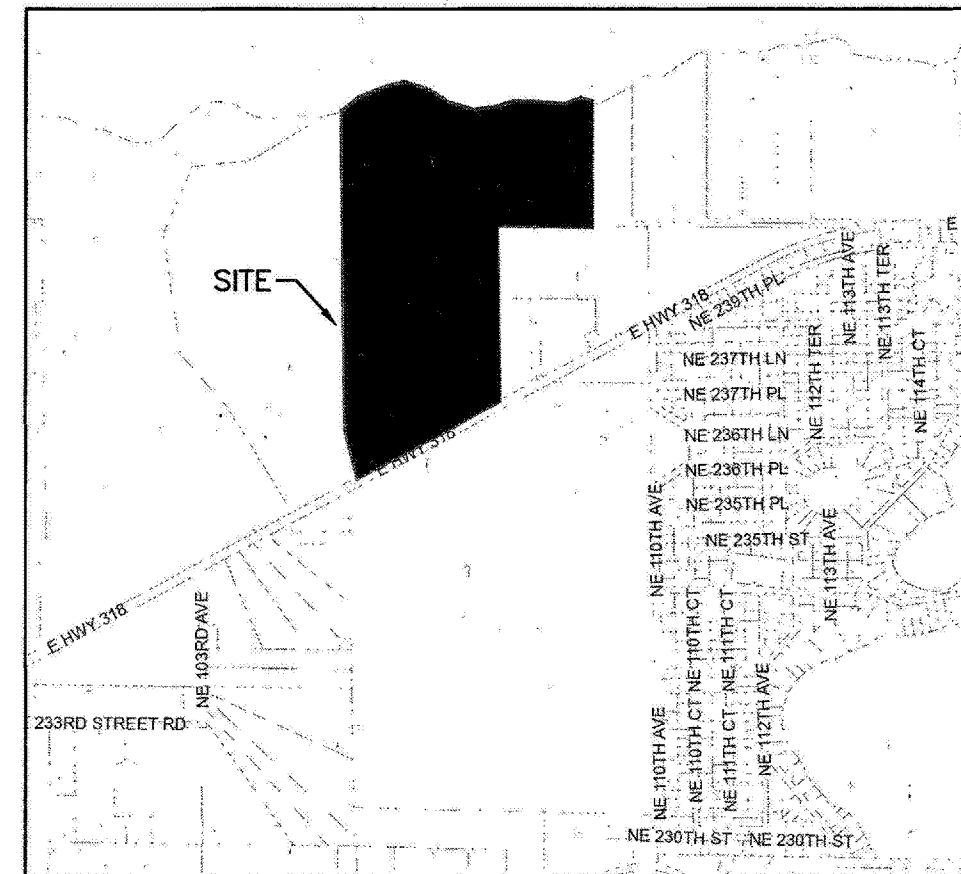 E
SITE
E HWY 318
NE 239TH PL
NE 113TH AVE
NE 113TH TER
NE 237TH LN
NE 112TH TER
NE 114TH CT
NE 237TH PL
NE 236TH LN
E HWY 318
NE 236TH PL
NE 235TH PL
NE 110TH AVE
NE 235TH ST
NE 113TH AVE
E HWY 318
NE 103RD AVE
NE 110TH CT
NE 111TH CT
233RD STREET RD
NE 110TH AVE
NE 110TH CT
NE 111TH CT
NE 112TH AVE
NE 230TH ST
NE 230TH ST